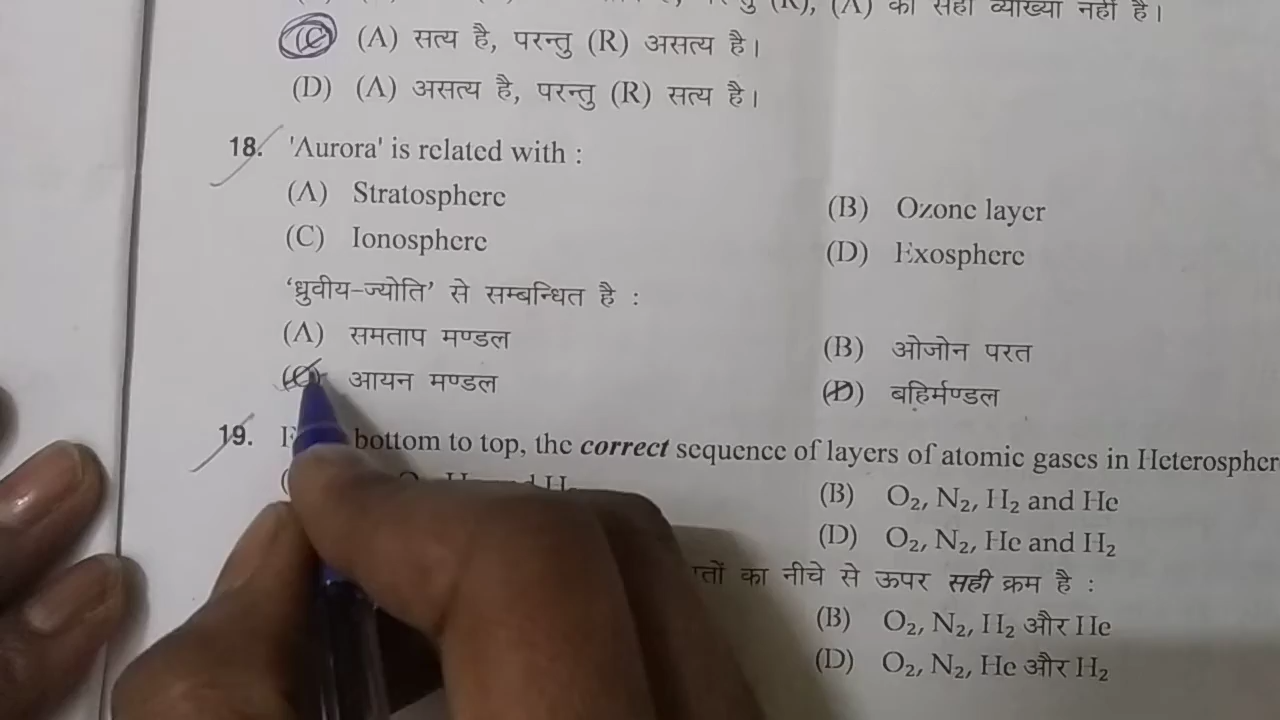 (R), (A) की सही व्याख्या नहीं है।
(C) (A) सत्य है, परन्तु (R) असत्य है।
(D) (A) असत्य है, परन्तु (R) सत्य है।
18. 'Aurora' is related with :
(A) Stratosphere (B) Ozone layer
(C) Ionosphere (D) Exosphere
‘ध्रुवीय-ज्योति’ से सम्बन्धित है :
(A) समताप मण्डल (B) ओजोन परत
(C) आयन मण्डल (D) बहिर्मण्डल
19. bottom to top, the correct sequence of layers of atomic gases in
(B) O₂, N₂, H₂ and He
(D) O₂, N₂, He and H₂
का नीचे से ऊपर सही क्रम है :
(B) O₂, N₂, H₂ और He
(D) O₂, N₂, He और H₂